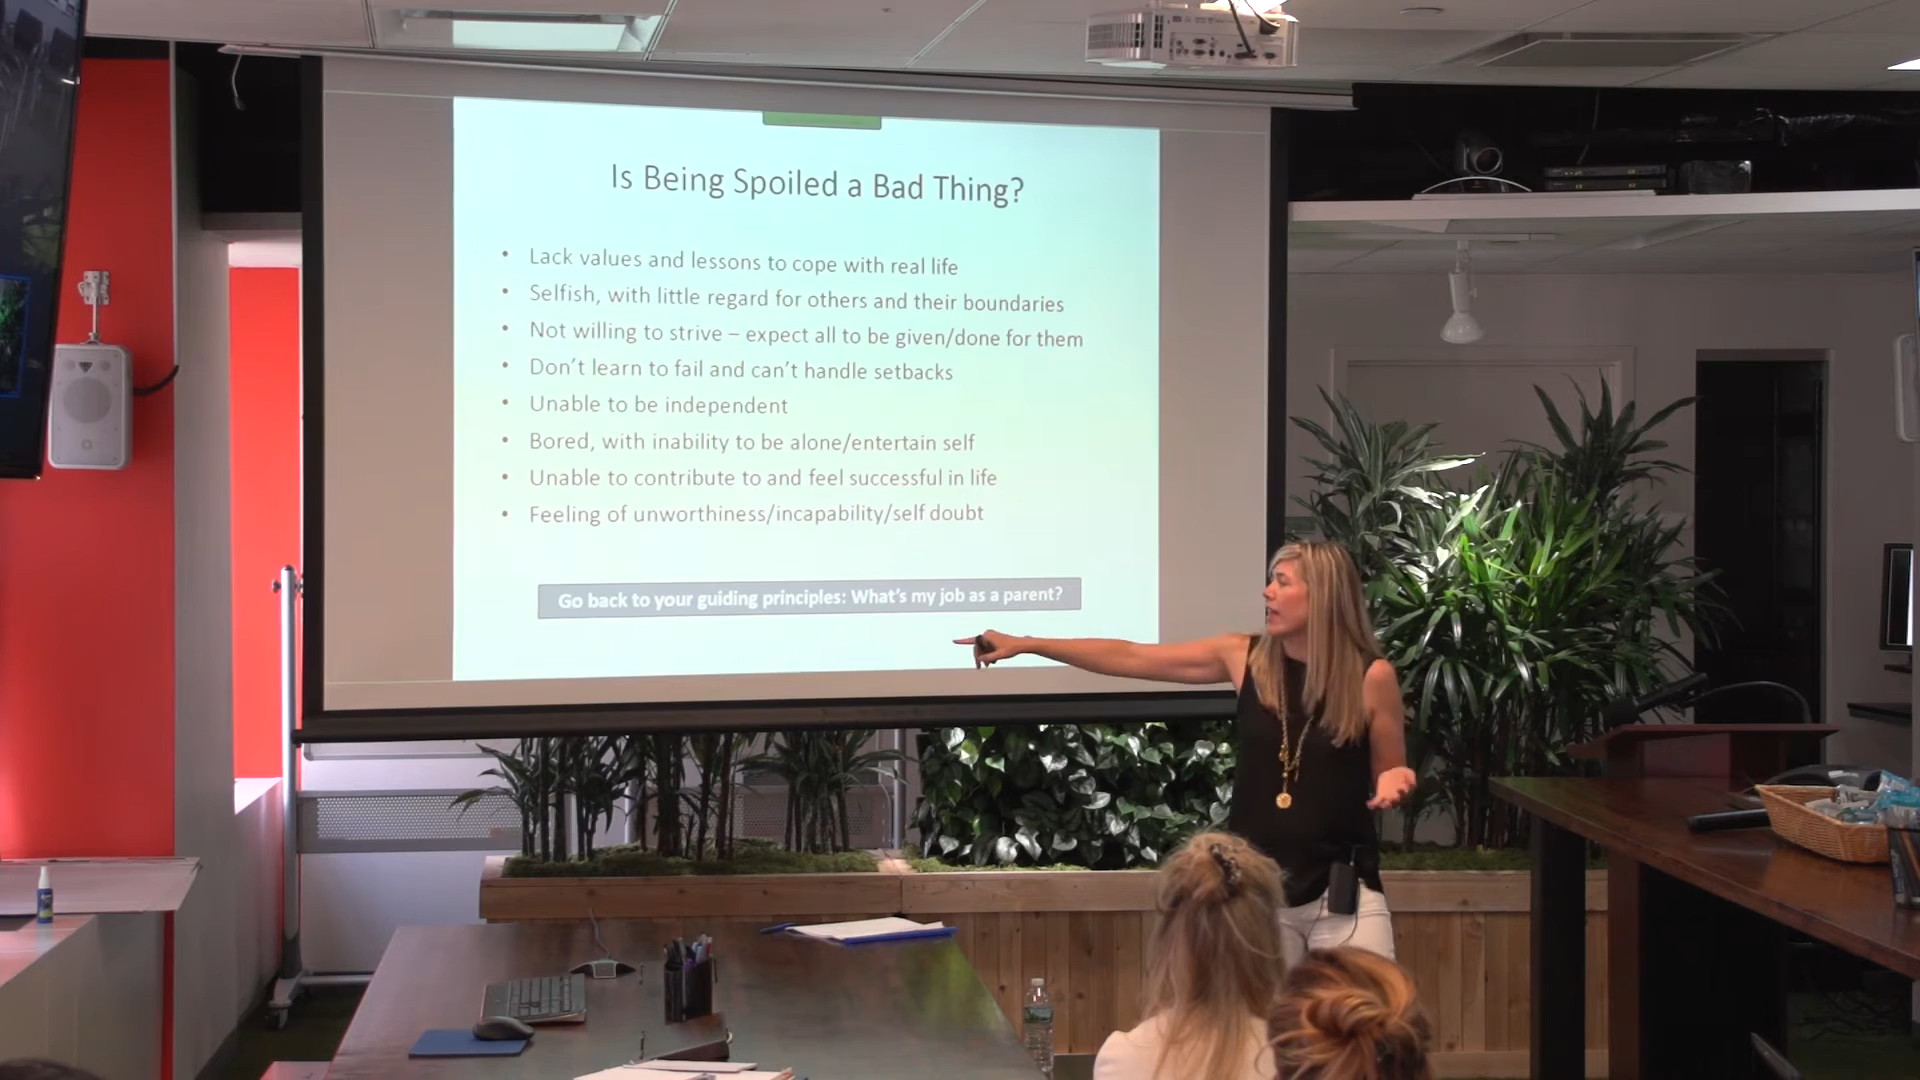 Is Being Spoiled a Bad Thing?
• Lack values and lessons to cope with real life
• Selfish, with little regard for others and their boundaries
• Not willing to strive – expect all to be given/done for them
• Don't learn to fail and can't handle setbacks
• Unable to be independent
• Bored, with inability to be alone/entertain self
• Unable to contribute to and feel successful in life
• Feeling of unworthiness/incapability/self doubt
Go back to your guiding principles: What's my job as a parent?